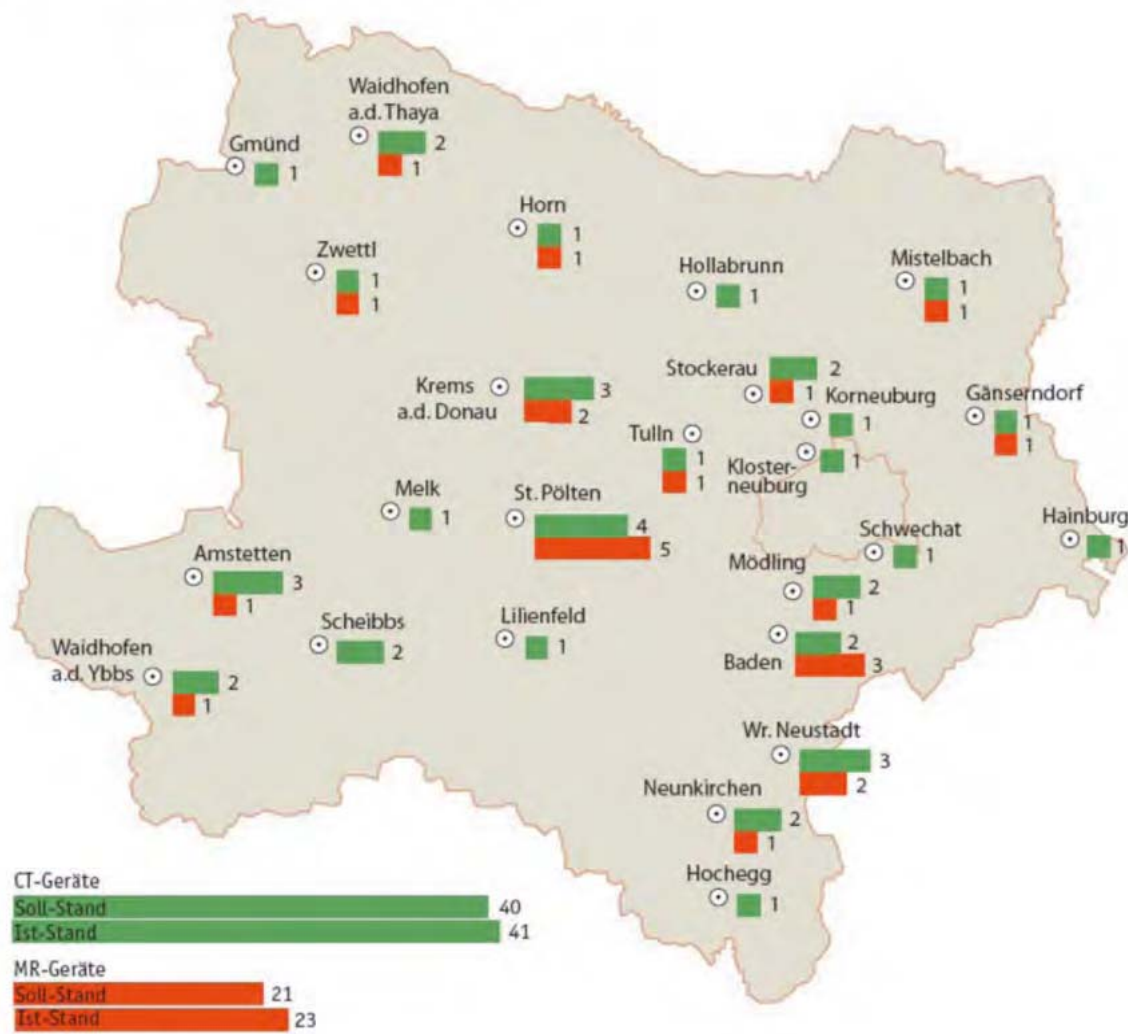 Waidhofen
a.d. Thaya
2
1
Gmünd
1
Horn
1
1
Zwettl
1
1
Hollabrunn
1
Mistelbach
1
1
Krems
a.d. Donau
3
2
Stockerau
2
1
Korneuburg
1
Gänserndorf
1
1
Tulln
1
1
Kloster-
neuburg
1
Melk
1
St. Pölten
4
5
Schwechat
1
Hainburg
1
Amstetten
3
1
Mödling
2
1
Scheibbs
2
Lilienfeld
1
Baden
2
3
Waidhofen
a.d. Ybbs
2
1
Wr. Neustadt
3
2
Neunkirchen
2
1
Hochegg
1
CT-Geräte
Soll-Stand 40
Ist-Stand 41
MR-Geräte
Soll-Stand 21
Ist-Stand 23